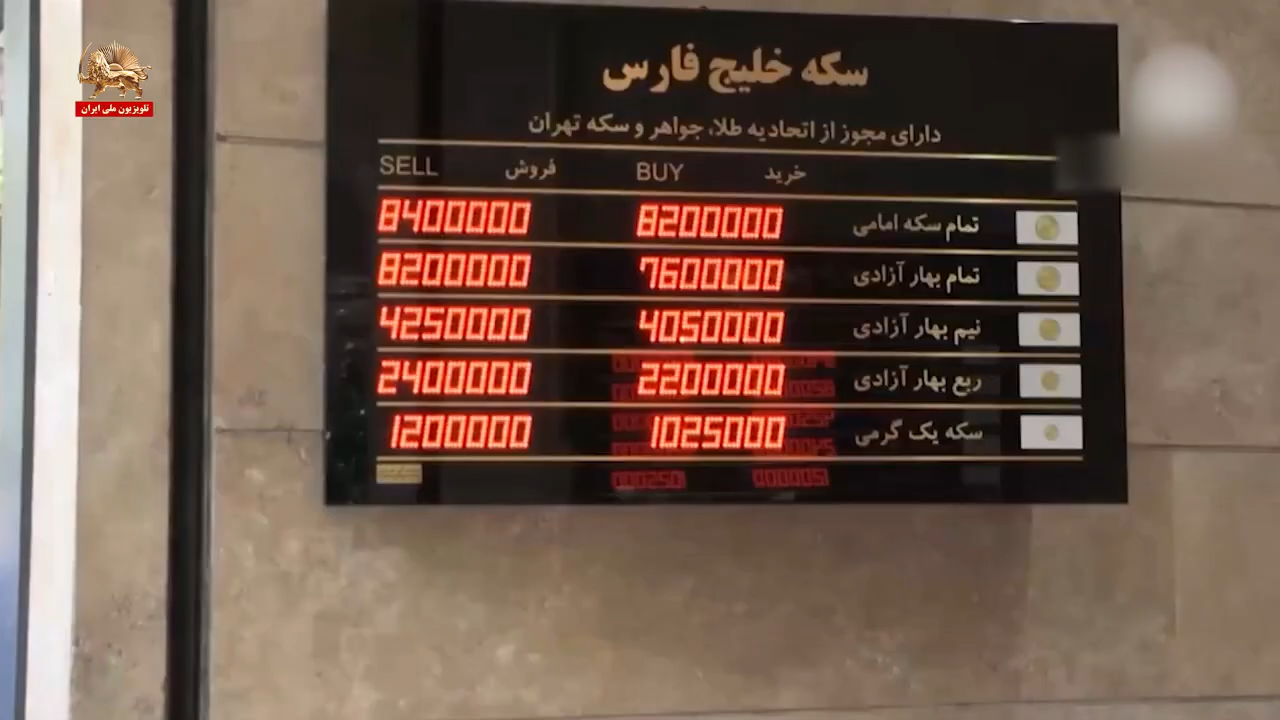 تلویزیون ملی ایران
سکه خلیج فارس
دارای مجوز از اتحادیه طلا، جواهر و سکه تهران
خرید BUY فروش SELL
تمام سکه امامی 8200000 8400000
تمام بهار آزادی 7600000 8200000
نیم بهار آزادی 4050000 4250000
ربع بهار آزادی 2200000 2400000
سکه یک گرمی 1025000 1200000